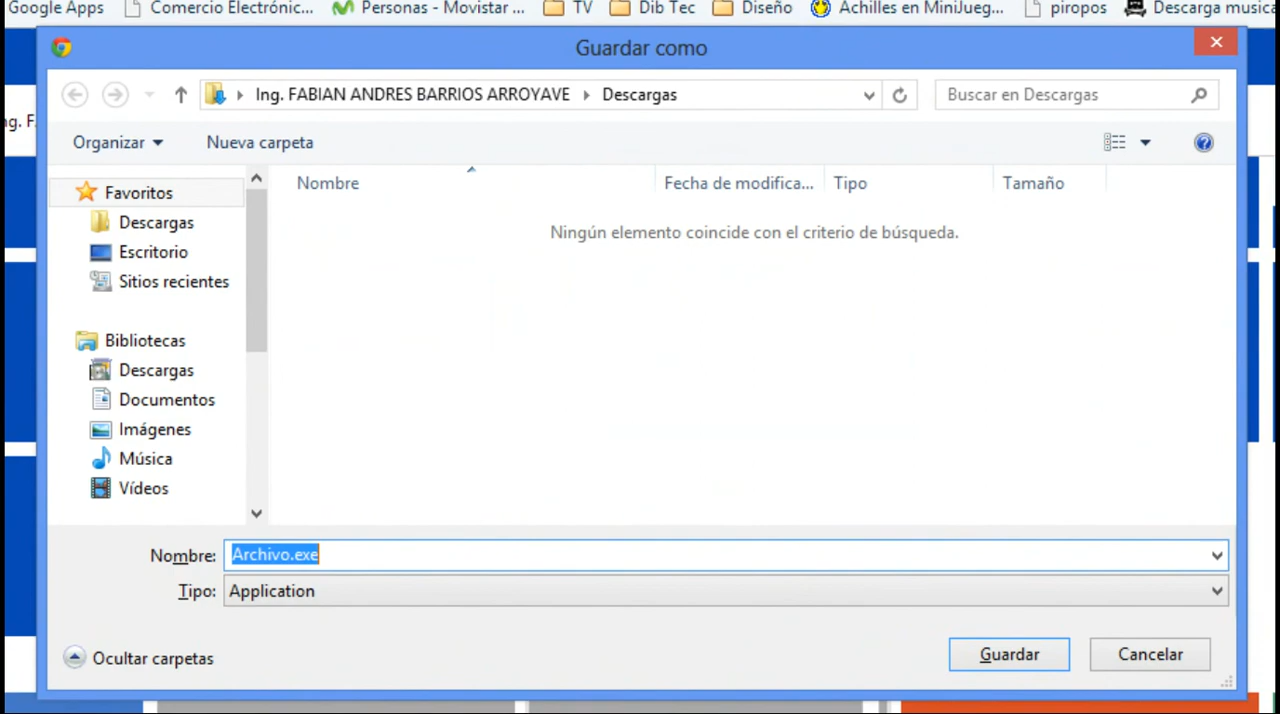 Google Apps Comercio Electrónic... Personas - Movistar ... TV Dib Tec Diseño Achilles en MiniJueg... piropos Descarga musica
Guardar como
Ing. FABIAN ANDRES BARRIOS ARROYAVE Descargas Buscar en Descargas
Organizar Nueva carpeta
Nombre Fecha de modifica... Tipo Tamaño
Ningún elemento coincide con el criterio de búsqueda.
Favoritos
Descargas
Escritorio
Sitios recientes
Bibliotecas
Descargas
Documentos
Imágenes
Música
Vídeos
Nombre: Archivo.exe
Tipo: Application
Ocultar carpetas Guardar Cancelar